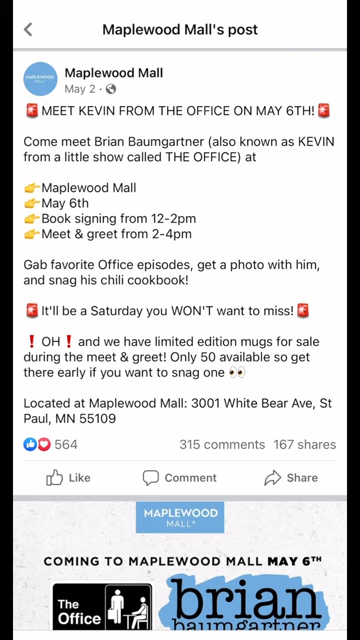 Maplewood Mall's post
MAPLEWOOD
MALL
Maplewood Mall
May 2 ·
🚨MEET KEVIN FROM THE OFFICE ON MAY 6TH!🚨
Come meet Brian Baumgartner (also known as KEVIN
from a little show called THE OFFICE) at
👉Maplewood Mall
👉May 6th
👉Book signing from 12-2pm
👉Meet & greet from 2-4pm
Gab favorite Office episodes, get a photo with him,
and snag his chili cookbook!
🚨It'll be a Saturday you WON'T want to miss!🚨
❗OH❗and we have limited edition mugs for sale
during the meet & greet! Only 50 available so get
there early if you want to snag one 👀
Located at Maplewood Mall: 3001 White Bear Ave, St
Paul, MN 55109
564 315 comments 167 shares
Like Comment Share
MAPLEWOOD
MALL®
COMING TO MAPLEWOOD MALL MAY 6TH
The
Office
brian
baumgartner